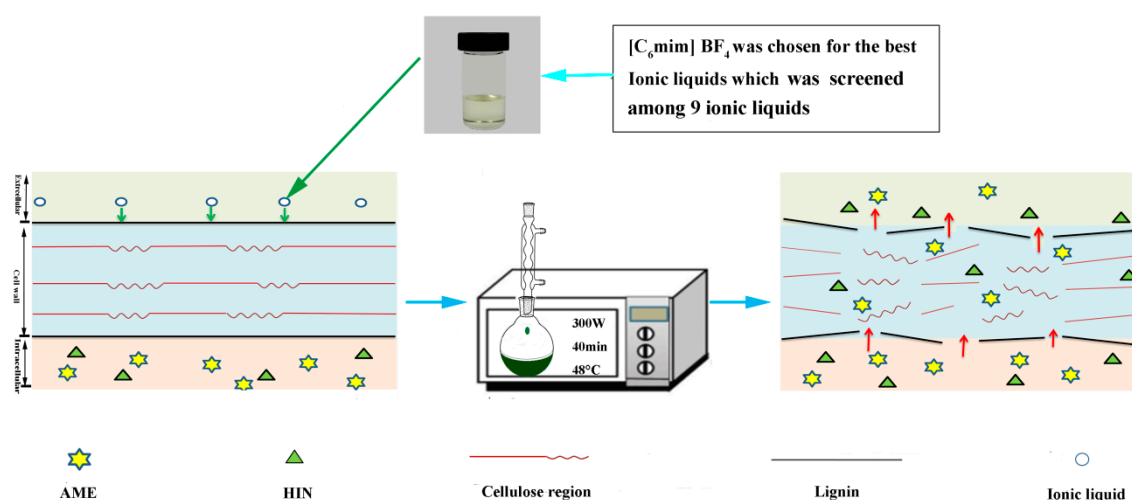 [C6mim] BF4 was chosen for the best
Ionic liquids which was screened
among 9 ionic liquids
Extrcellular
Cell wall
Intracellular
300W
40min
48°C
AME
HIN
Cellulose region
Lignin
Ionic liquid